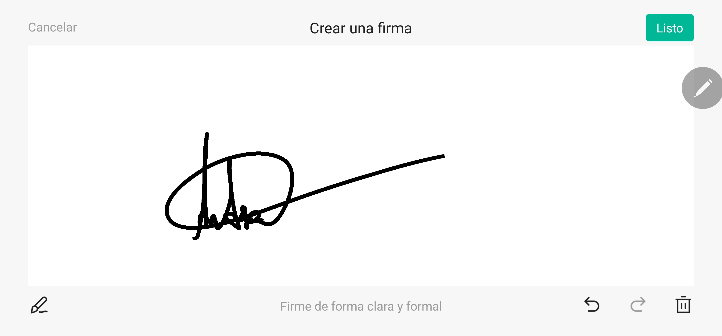 Cancelar Crear una firma Listo
Firme de forma clara y formal